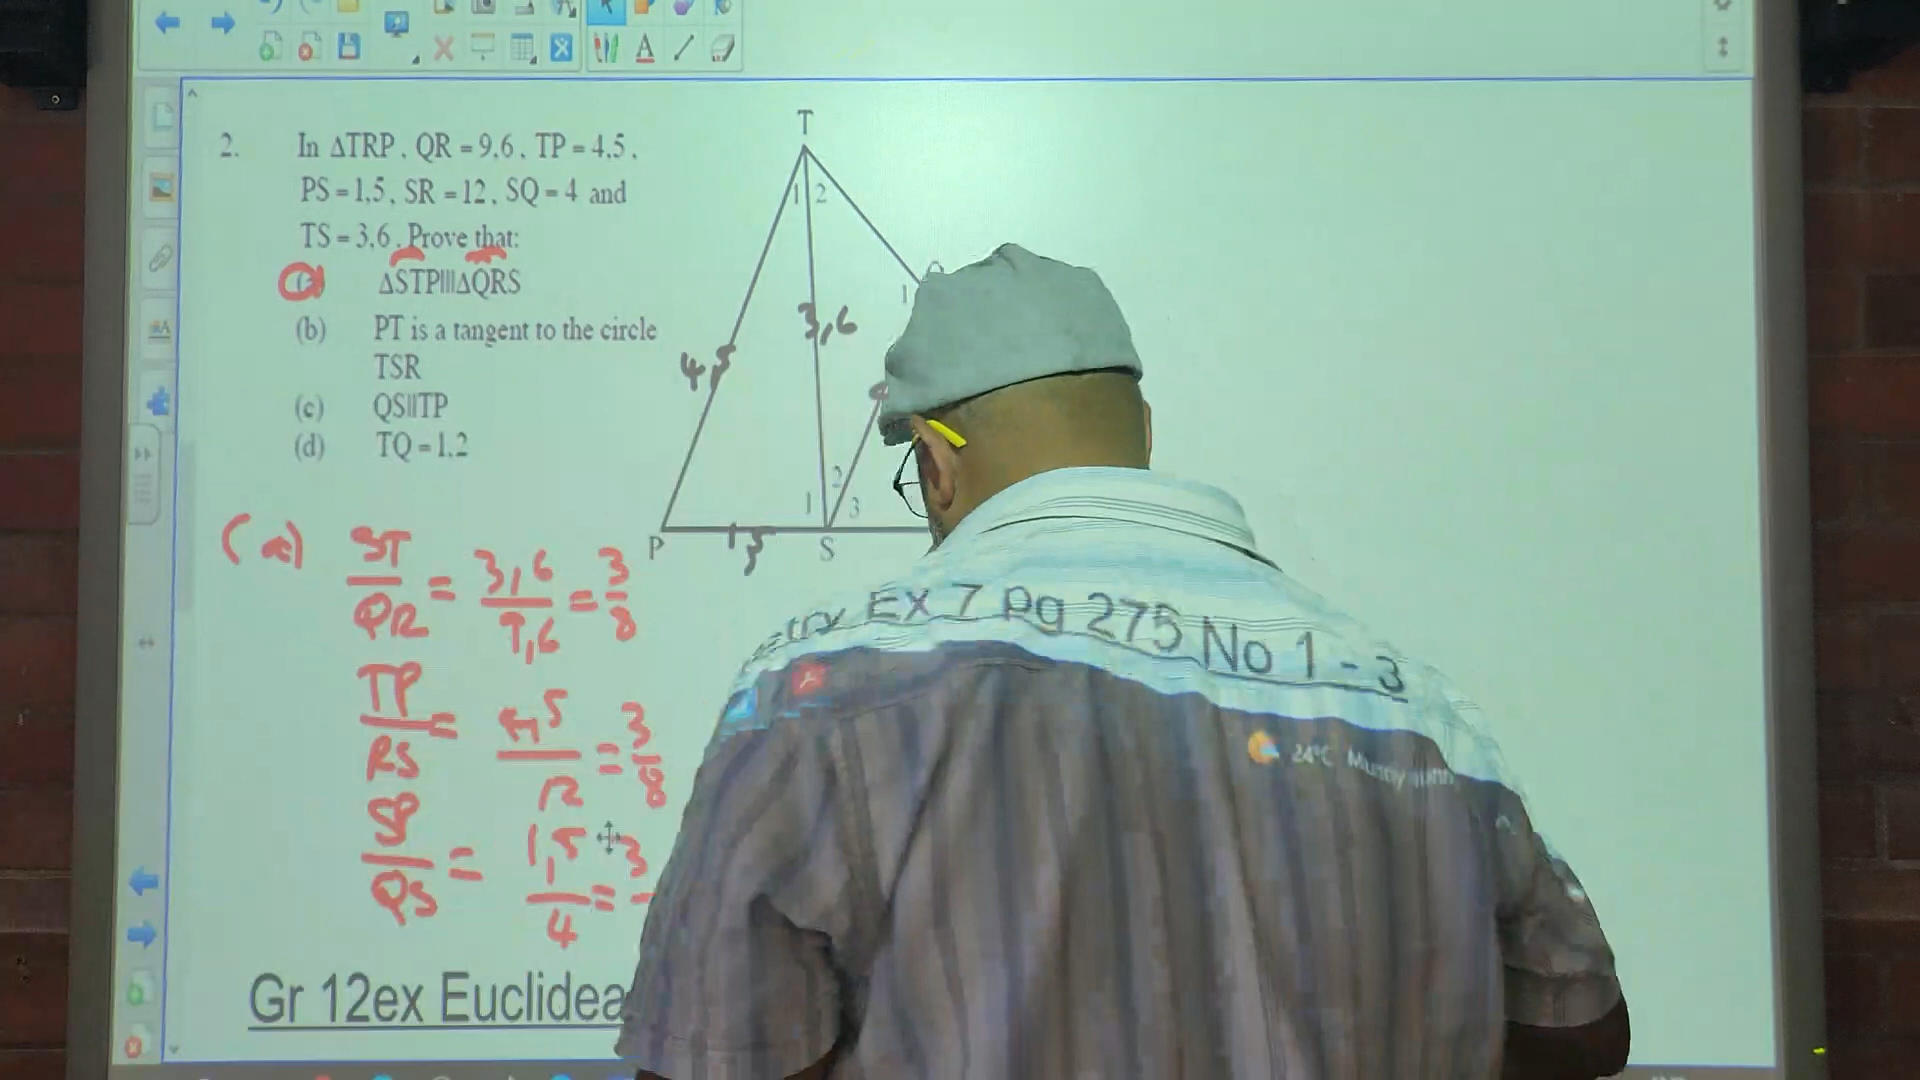 2. In ΔTRP, QR = 9,6, TP = 4,5,
PS = 1,5, SR = 12, SQ = 4 and
TS = 3,6. Prove that:
ΔSTP|||ΔQRS
(b) PT is a tangent to the circle
TSR
(c) QS||TP
(d) TQ = 1,2
T
1 2
1
3,6
4,5
2
1 3
P 1,5 S
(a) ST/QR = 3,6/9,6 = 3/8
TP/RS = 4,5/12 = 3/8
SP/QS = 1,5/4 = 3
Gr 12ex Euclidea
Ex 7 pg 275 No 1 - 3
24°C